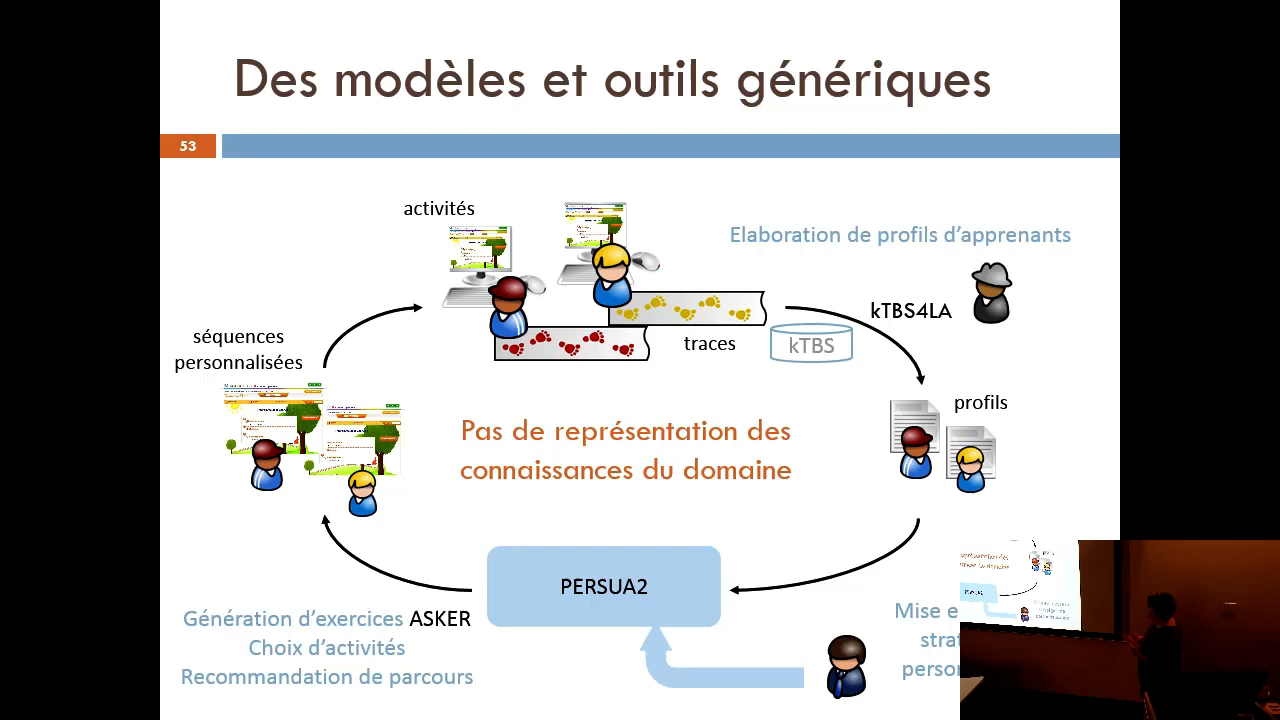 Des modèles et outils génériques
53
activités
Elaboration de profils d'apprenants
kTBS4LA
séquences
personnalisées
traces
kTBS
profils
Pas de représentation des
connaissances du domaine
PERSUA2
Génération d'exercices ASKER
Choix d'activités
Recommandation de parcours
Mise e
strat
person